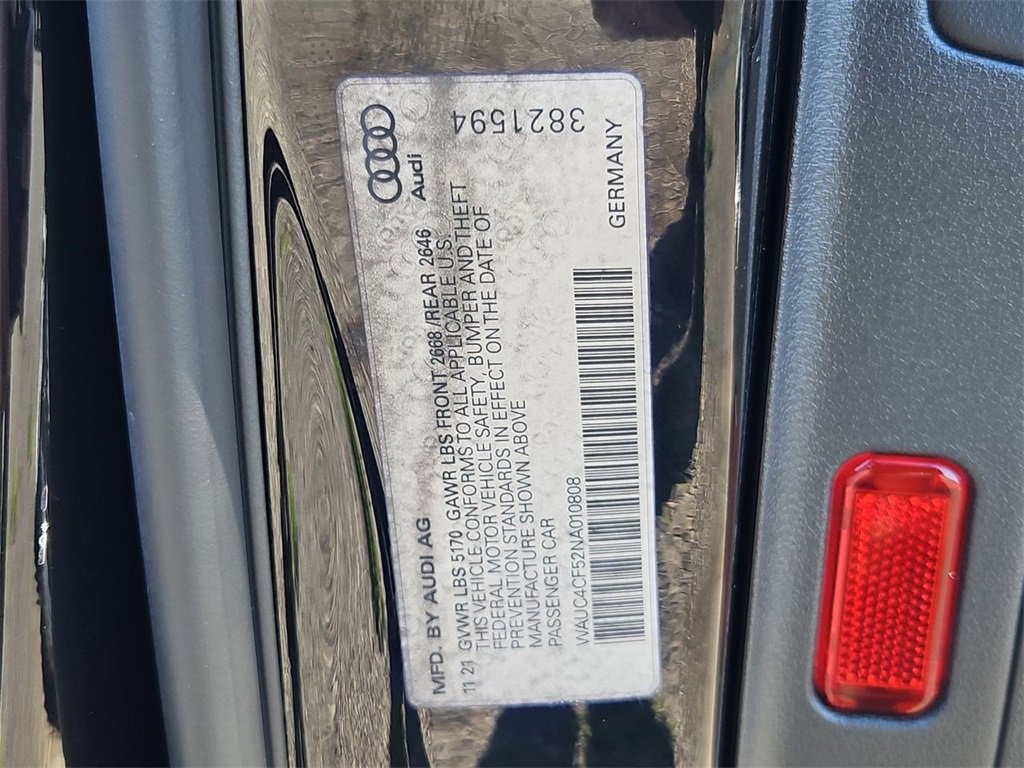 MFD. BY AUDI AG
Audi
11 21 GVWR LBS 5170 GAWR LBS FRONT 2668/REAR 2646
THIS VEHICLE CONFORMS TO ALL APPLICABLE U.S.
FEDERAL MOTOR VEHICLE SAFETY, BUMPER AND THEFT
PREVENTION STANDARDS IN EFFECT ON THE DATE OF
MANUFACTURE SHOWN ABOVE
PASSENGER CAR
3821594
WAUC4CF52NA010808
GERMANY